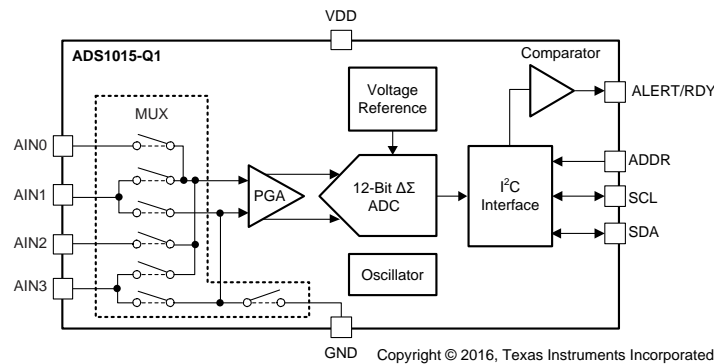 VDD
ADS1015-Q1
Comparator
Voltage
Reference
ALERT/RDY
MUX
AIN0
ADDR
AIN1
PGA
12-Bit ΔΣ
ADC
I²C
Interface
SCL
AIN2
SDA
AIN3
Oscillator
GND
Copyright © 2016, Texas Instruments Incorporated